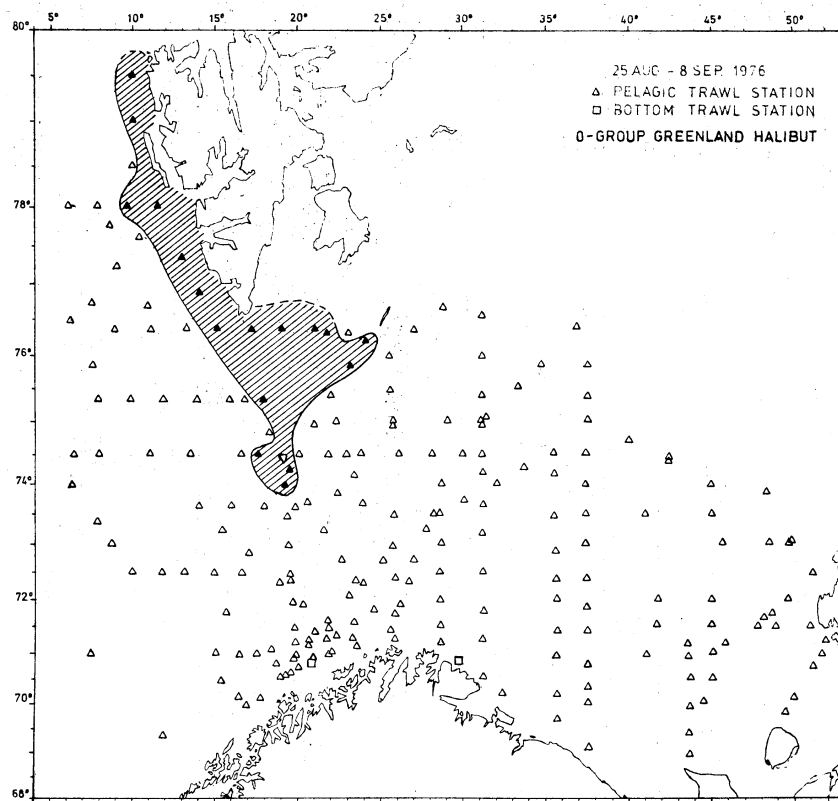 5° 10° 15° 20° 25° 30° 35° 40° 45° 50°
80°
25 AUG - 8 SEP. 1976
△ PELAGIC TRAWL STATION
□ BOTTOM TRAWL STATION
0-GROUP GREENLAND HALIBUT
78°
76°
74°
72°
70°
68°